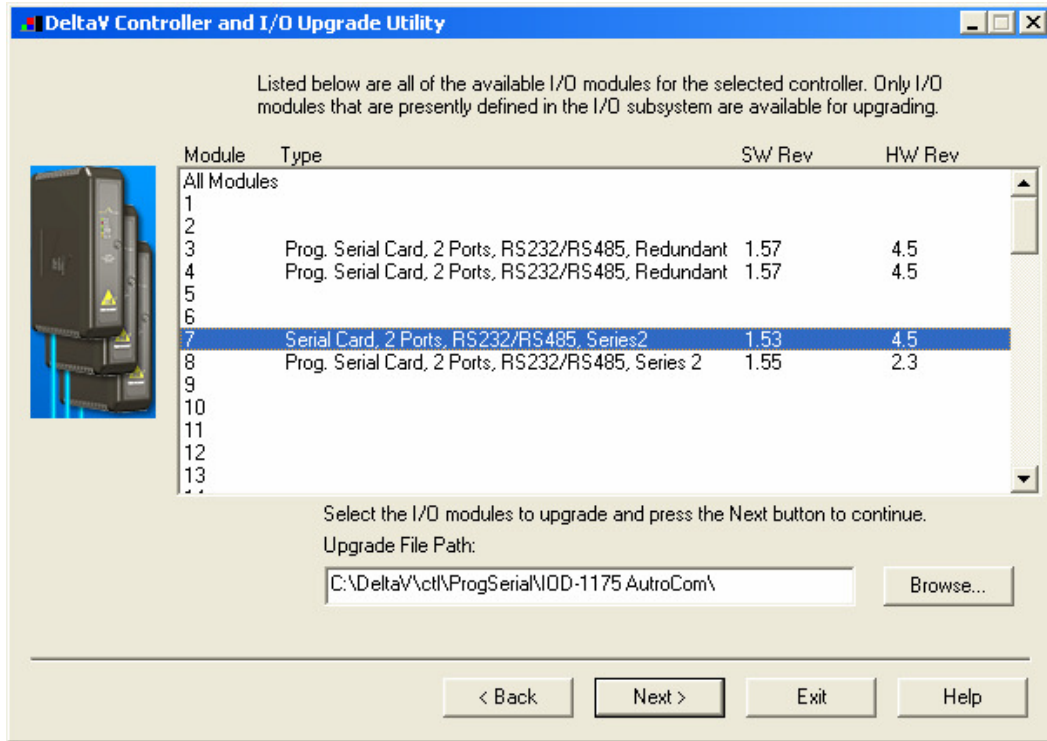 DeltaV Controller and I/O Upgrade Utility
Listed below are all of the available I/O modules for the selected controller. Only I/O
modules that are presently defined in the I/O subsystem are available for upgrading.
Module Type SW Rev HW Rev
All Modules
1
2
3 Prog. Serial Card, 2 Ports, RS232/RS485, Redundant 1.57 4.5
4 Prog. Serial Card, 2 Ports, RS232/RS485, Redundant 1.57 4.5
5
6
7 Serial Card, 2 Ports, RS232/RS485, Series2 1.53 4.5
8 Prog. Serial Card, 2 Ports, RS232/RS485, Series 2 1.55 2.3
9
10
11
12
13
Select the I/O modules to upgrade and press the Next button to continue.
Upgrade File Path:
C:\DeltaV\ctl\ProgSerial\IOD-1175 AutroCom\
Browse...
< Back Next > Exit Help